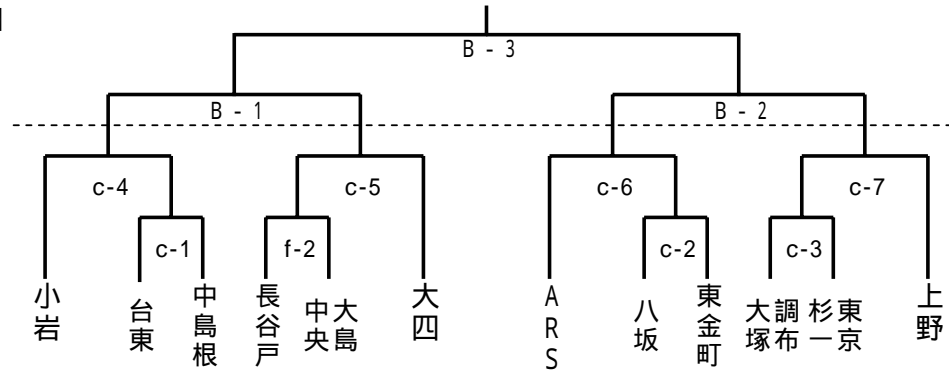 B - 3
B - 1
B - 2
c-4
c-5
c-6
c-7
c-1
f-2
c-2
c-3
小岩
台東
中島根
長谷戸
中央
大島
大四
ARS
八坂
東金町
大塚
調布
杉一
東京
上野